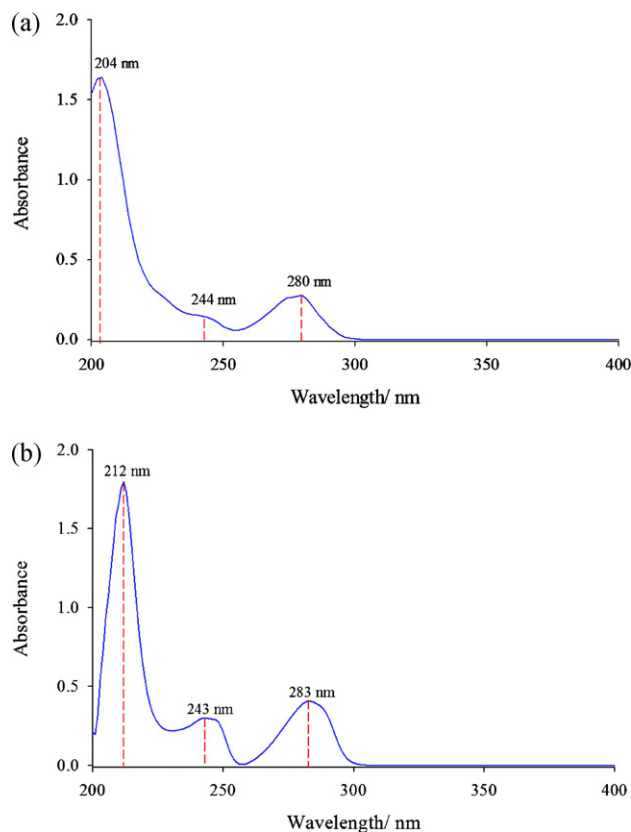 (a)
2.0
204 nm
1.5
Absorbance
1.0
0.5
280 nm
244 nm
0.0
200 250 300 350 400
Wavelength/ nm
(b)
2.0
212 nm
1.5
Absorbance
1.0
0.5
283 nm
243 nm
0.0
200 250 300 350 400
Wavelength/ nm